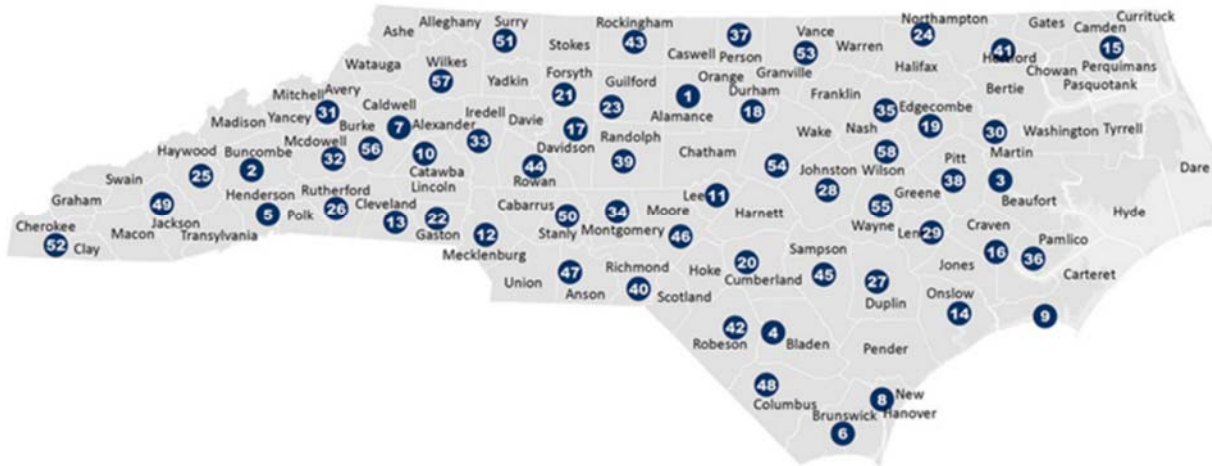 Northampton
Gates
Currituck
Alleghany
Surry
Rockingham
37
Vance
24
Camden
Ashe
51
Stokes
43
Caswell
Person
53
Warren
41
Hertford
15
Watauga
Wilkes
57
Yadkin
Forsyth
Guilford
Orange
Granville
Halifax
Chowan
Perquimans
Pasquotank
Mitchell
Avery
Caldwell
Iredell
21
23
1
Durham
Franklin
Bertie
Madison
Yancey
31
Burke
7
Alexander
Davie
17
Alamance
18
35
Edgecombe
Haywood
Buncombe
Mcdowell
56
33
Davidson
Randolph
Wake
Nash
19
30
Washington
Tyrrell
Swain
25
2
32
10
Catawba
44
39
Chatham
54
58
Martin
Graham
49
Henderson
Rutherford
Lincoln
Rowan
Johnston
Wilson
Pitt
38
3
Dare
Jackson
5
Polk
26
Cleveland
22
Cabarrus
34
Lee
11
28
Greene
Beaufort
Cherokee
Macon
Transylvania
13
Gaston
50
Moore
Harnett
55
Craven
Hyde
52
Clay
12
Stanly
Montgomery
46
Wayne
29
Pamlico
Mecklenburg
Sampson
16
36
Union
47
Richmond
Hoke
20
Cumberland
45
27
Jones
Carteret
Anson
40
Scotland
Duplin
Onslow
14
9
42
4
Robeson
Bladen
Pender
48
8
New
Columbus
Brunswick
Hanover
6